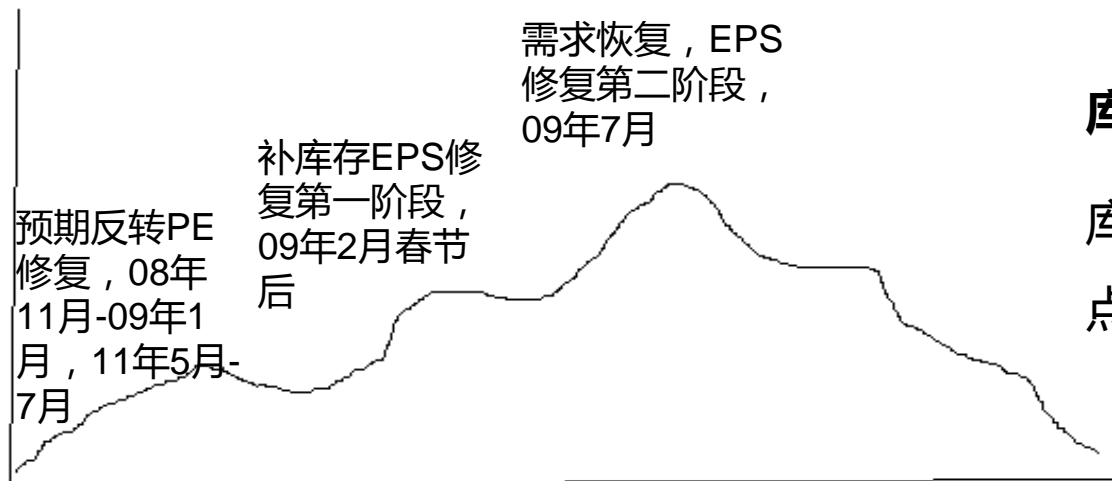 预期反转PE
修复，08年
11月-09年1
月，11年5月-
7月
补库存EPS修
复第一阶段，
09年2月春节
后
需求恢复，EPS
修复第二阶段，
09年7月
库
点